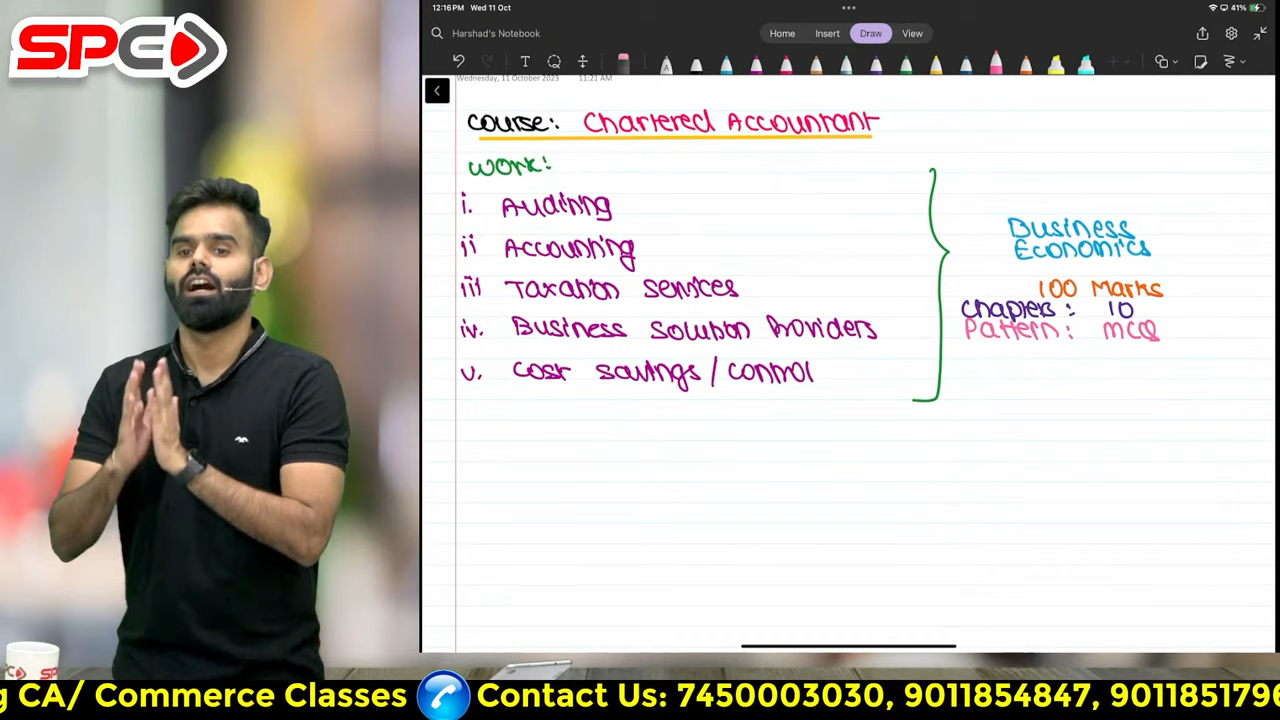 SPC
12:16 PM Wed 11 Oct
41%
Harshad's Notebook
Home Insert Draw View
Wednesday, 11 October 2023 11:21 AM
Course: Chartered Accountant
Work:
i. Auditing
ii Accounting
iii Taxation services
iv. Business Solution Providers
v. Cost savings/control
Business
Economics
100 Marks
Chapters: 10
Pattern: MCQ
g CA/ Commerce Classes Contact Us: 7450003030, 9011854847, 901185179